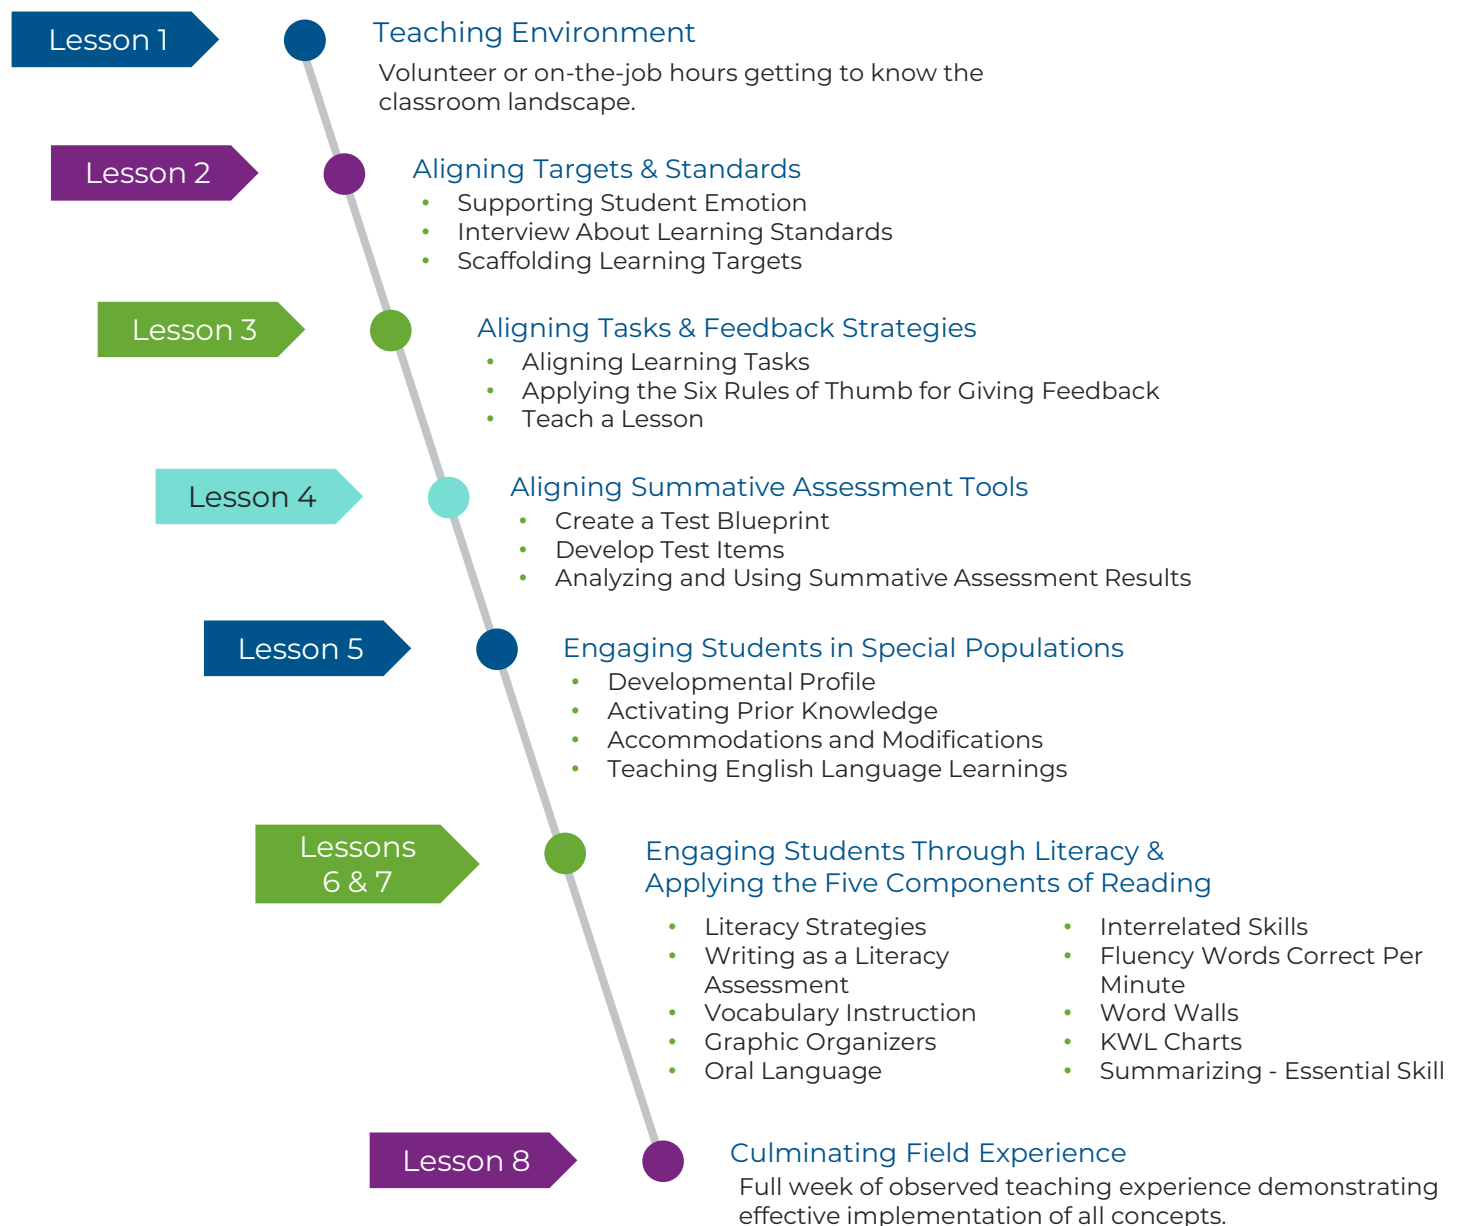 Lesson 1
Teaching Environment
Volunteer or on-the-job hours getting to know the
classroom landscape.
Lesson 2
Aligning Targets & Standards
• Supporting Student Emotion
• Interview About Learning Standards
• Scaffolding Learning Targets
Lesson 3
Aligning Tasks & Feedback Strategies
• Aligning Learning Tasks
• Applying the Six Rules of Thumb for Giving Feedback
• Teach a Lesson
Lesson 4
Aligning Summative Assessment Tools
• Create a Test Blueprint
• Develop Test Items
• Analyzing and Using Summative Assessment Results
Lesson 5
Engaging Students in Special Populations
• Developmental Profile
• Activating Prior Knowledge
• Accommodations and Modifications
• Teaching English Language Learnings
Lessons
6 & 7
Engaging Students Through Literacy &
Applying the Five Components of Reading
• Literacy Strategies
• Writing as a Literacy
Assessment
• Vocabulary Instruction
• Graphic Organizers
• Oral Language
• Interrelated Skills
• Fluency Words Correct Per
Minute
• Word Walls
• KWL Charts
• Summarizing - Essential Skill
Lesson 8
Culminating Field Experience
Full week of observed teaching experience demonstrating
effective implementation of all concepts.